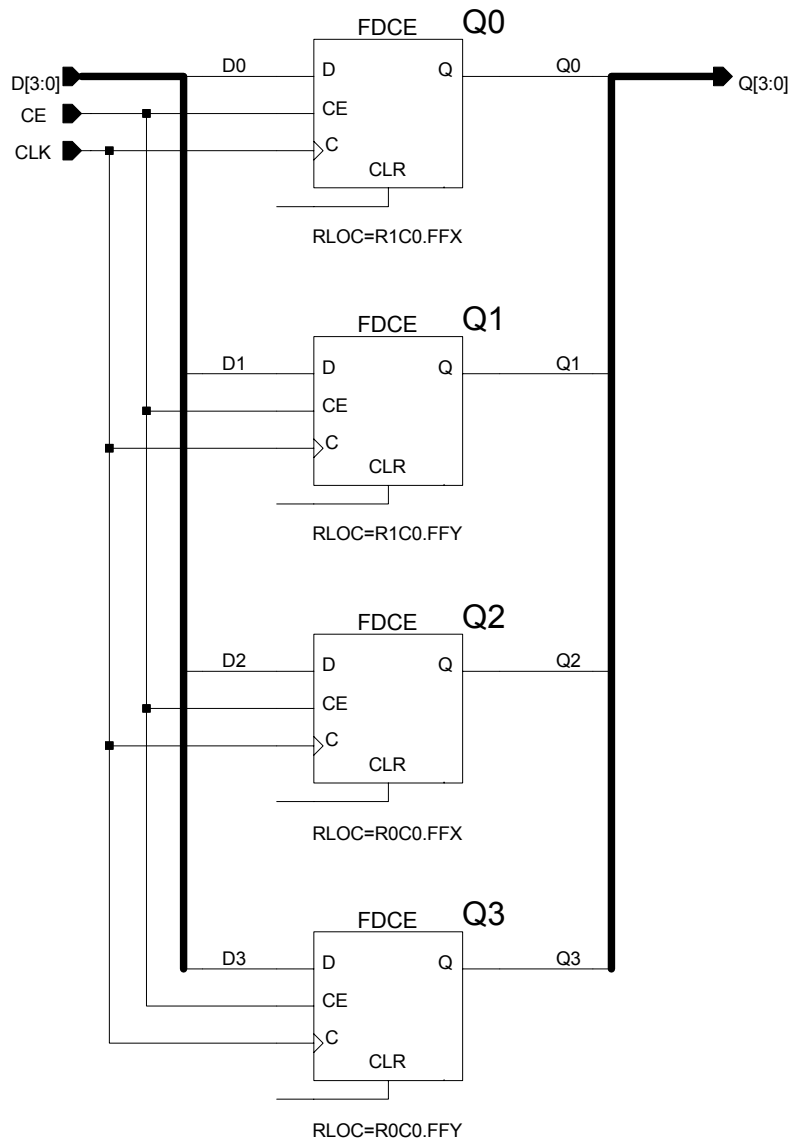 FDCE Q0
D[3:0] D0 D Q Q0 Q[3:0]
CE CE
CLK C
CLR
RLOC=R1C0.FFX
FDCE Q1
D1 D Q Q1
CE
C
CLR
RLOC=R1C0.FFY
FDCE Q2
D2 D Q Q2
CE
C
CLR
RLOC=R0C0.FFX
FDCE Q3
D3 D Q Q3
CE
C
CLR
RLOC=R0C0.FFY